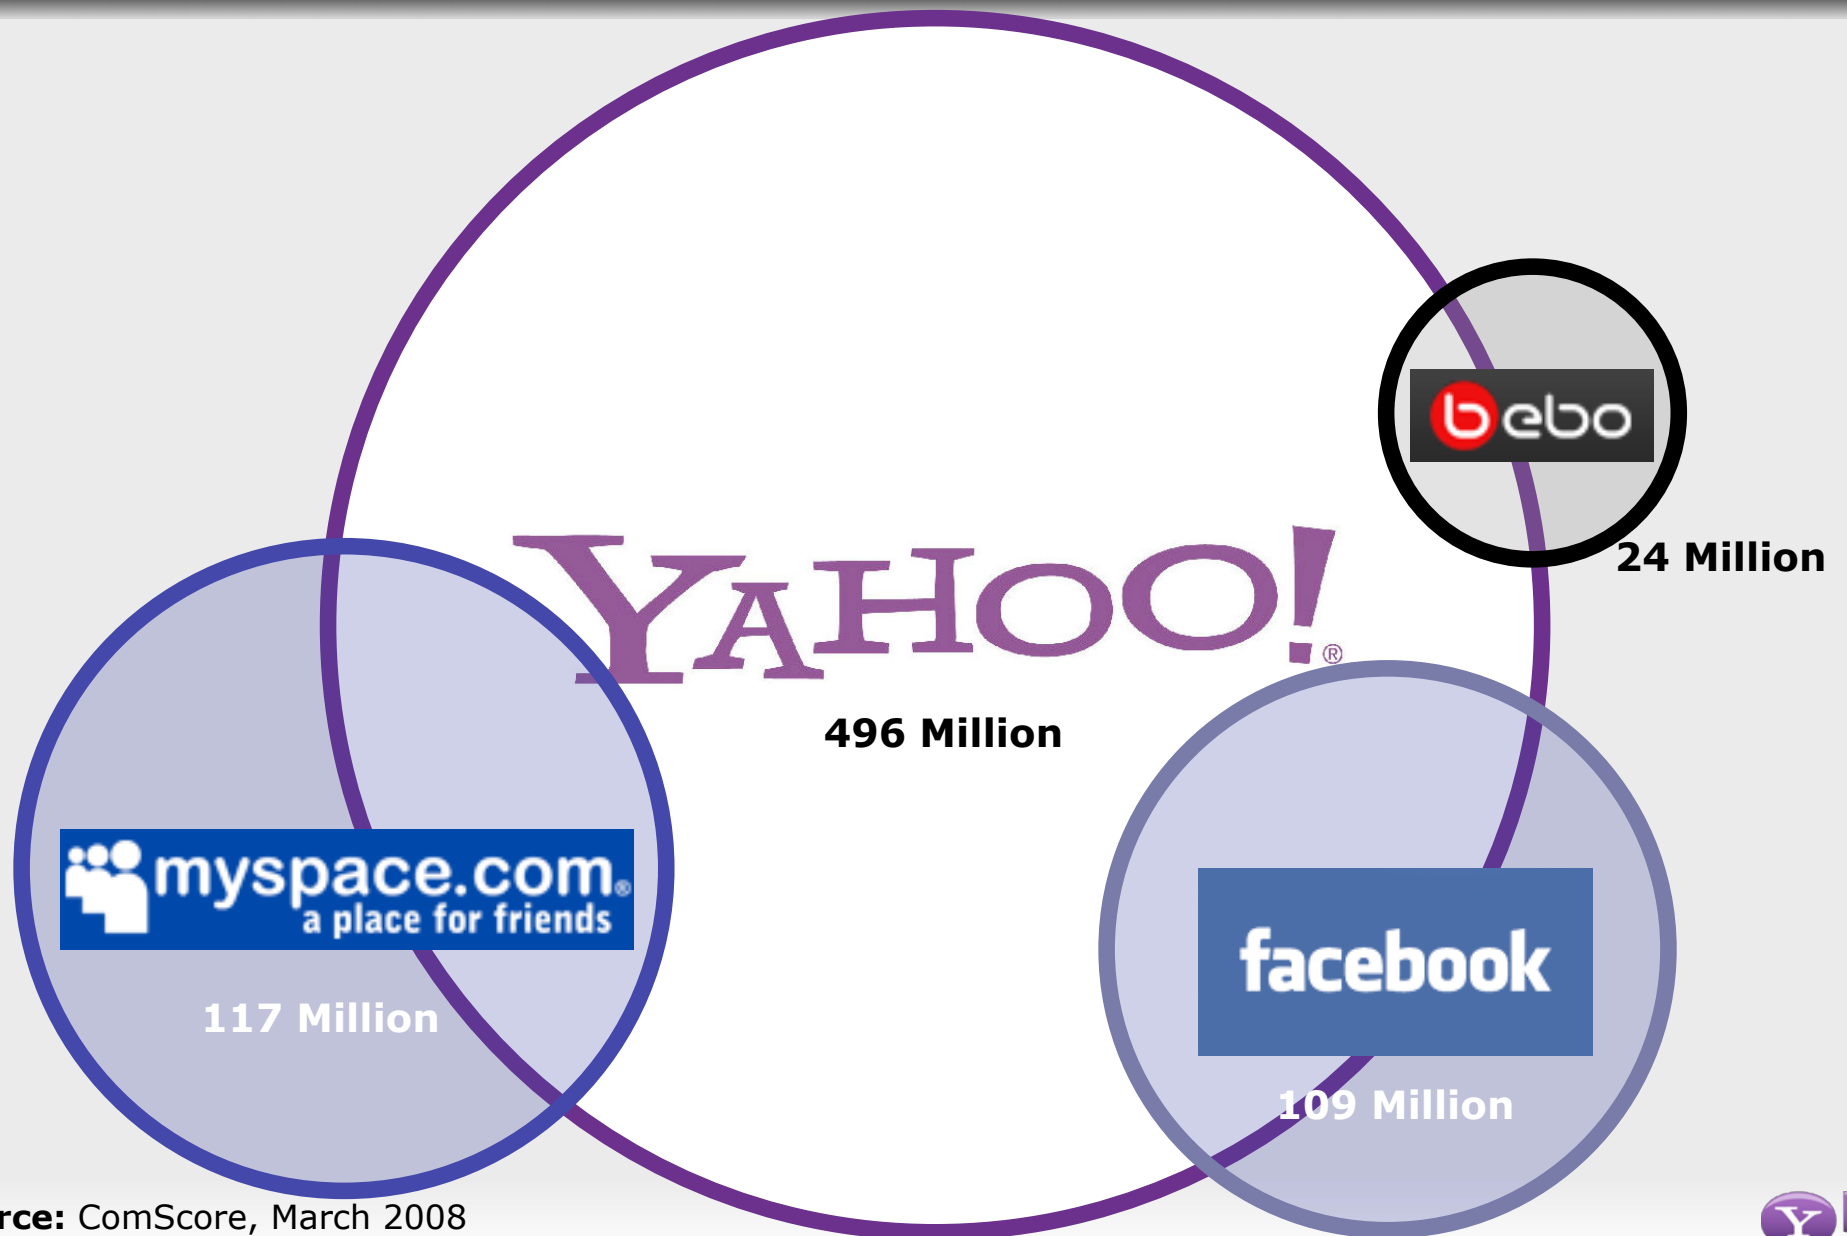 bebo
24 Million
YAHOO!®
496 Million
myspace.com®
a place for friends
117 Million
facebook
109 Million
rce: ComScore, March 2008
Y